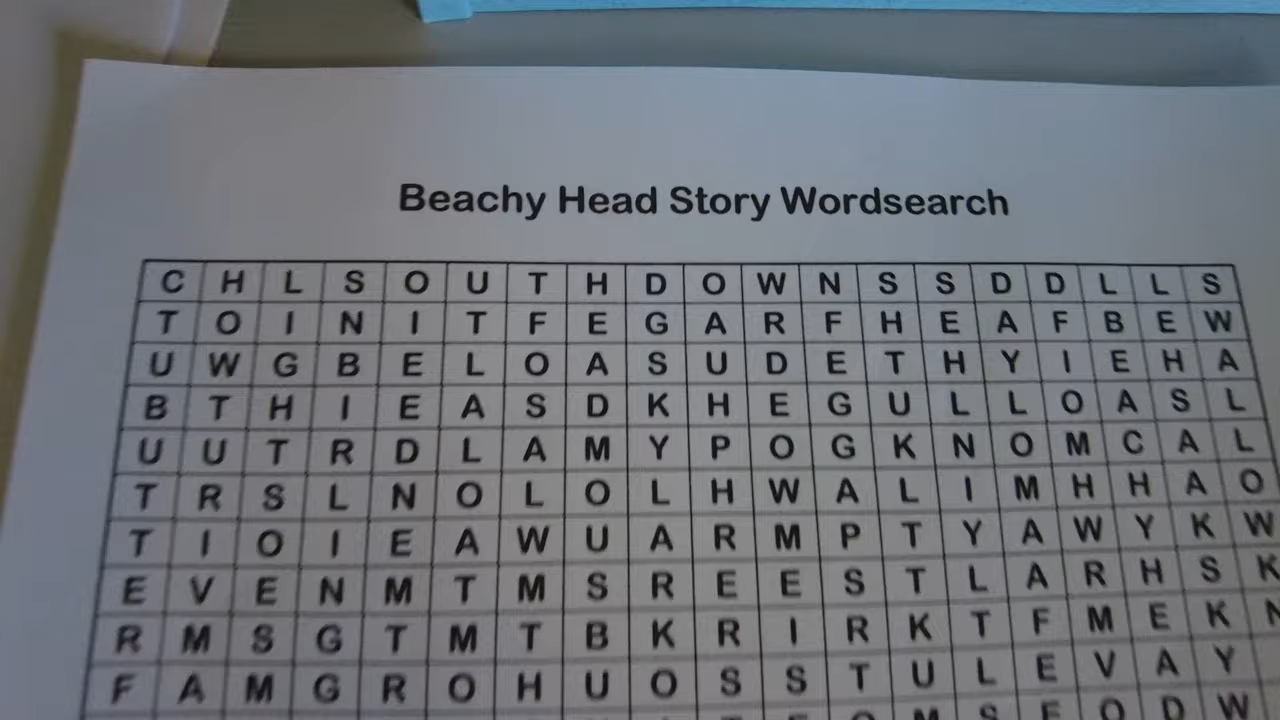 Beachy Head Story Wordsearch
C H L S O U T H D O W N S S D D L L S
T O I N I T F E G A R F H E A F B E W
U W G B E L O A S U D E T H Y I E H A
B T H I E A S D K H E G U L L O A S L
U U T R D L A M Y P O G K N O M C A L
T R S L N O L O L H W A L I M H H A O
T I O I E A W U A R M P T Y A W Y K W
E V E N M T M S R E E S T L A R H S K
R M S G T M T B K R I R K T F M E K
F A M G R O H U O S S T U L E V A Y
M S E O D W